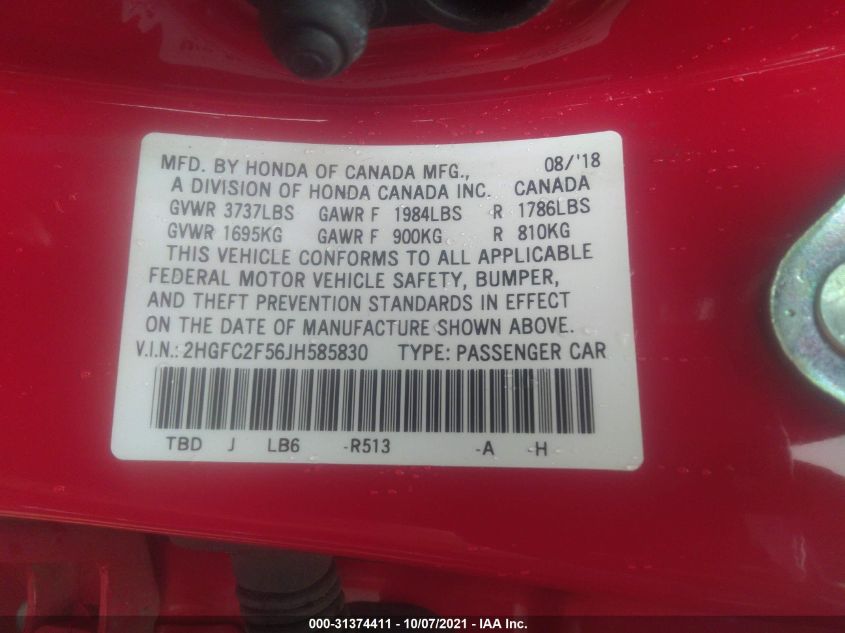 MFD. BY HONDA OF CANADA MFG., 08/'18
A DIVISION OF HONDA CANADA INC. CANADA
GVWR 3737LBS GAWR F 1984LBS R 1786LBS
GVWR 1695KG GAWR F 900KG R 810KG
THIS VEHICLE CONFORMS TO ALL APPLICABLE
FEDERAL MOTOR VEHICLE SAFETY, BUMPER,
AND THEFT PREVENTION STANDARDS IN EFFECT
ON THE DATE OF MANUFACTURE SHOWN ABOVE.
V.I.N.: 2HGFC2F56JH585830 TYPE: PASSENGER CAR
TBD J LB6 -R513 -A -H
000-31374411 - 10/07/2021 - IAA Inc.